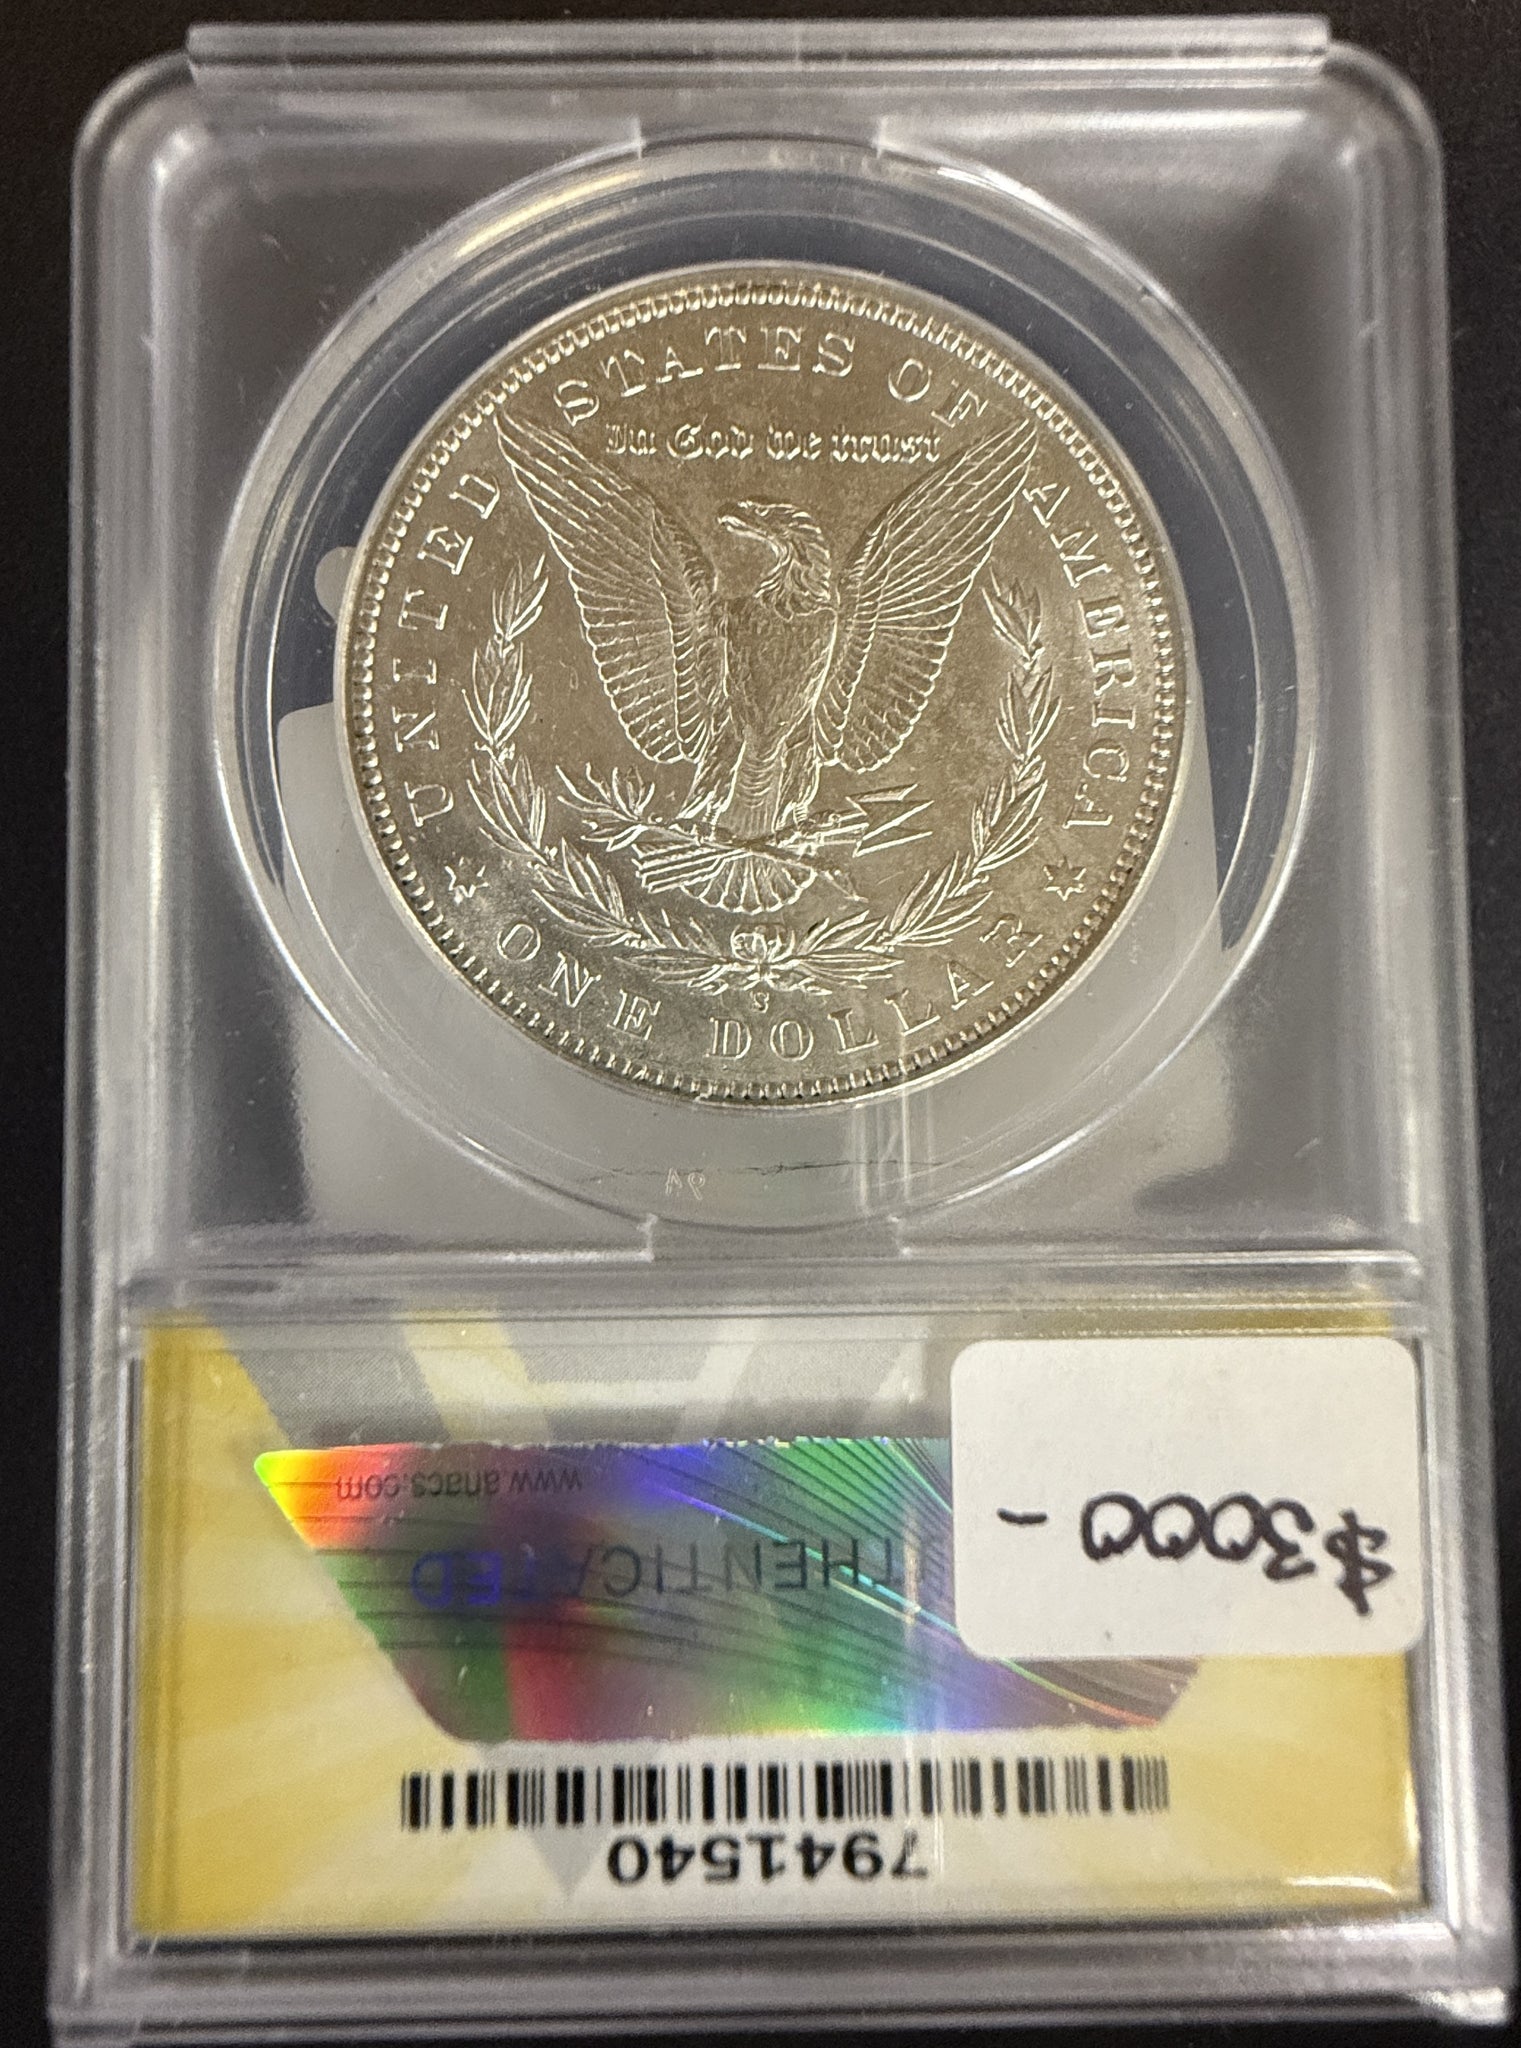 UNITED STATES OF AMERICA
In God we trust
ONE DOLLAR
S
www.anacs.com
THENTICATED
$3000-
7941540